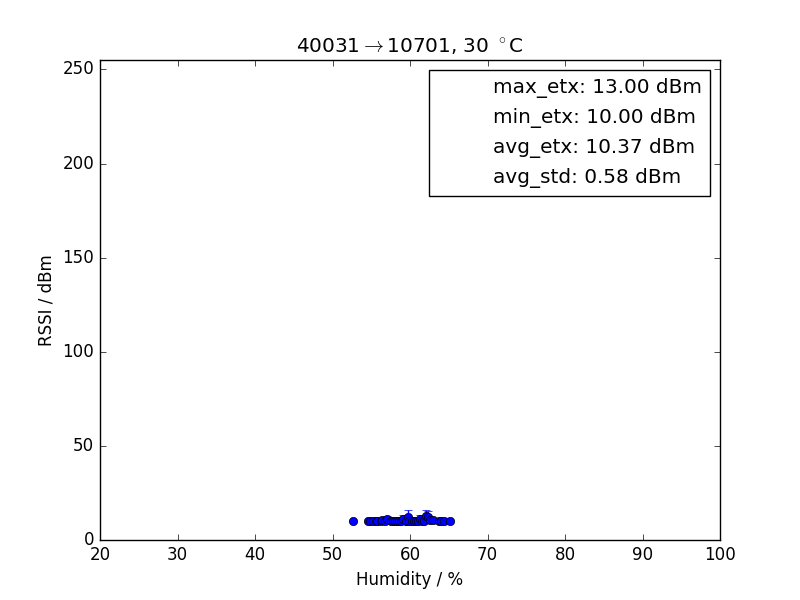 40031→10701, 30 °C
max_etx: 13.00 dBm
min_etx: 10.00 dBm
avg_etx: 10.37 dBm
avg_std: 0.58 dBm
RSSI / dBm
250
200
150
100
50
0
20 30 40 50 60 70 80 90 100
Humidity / %